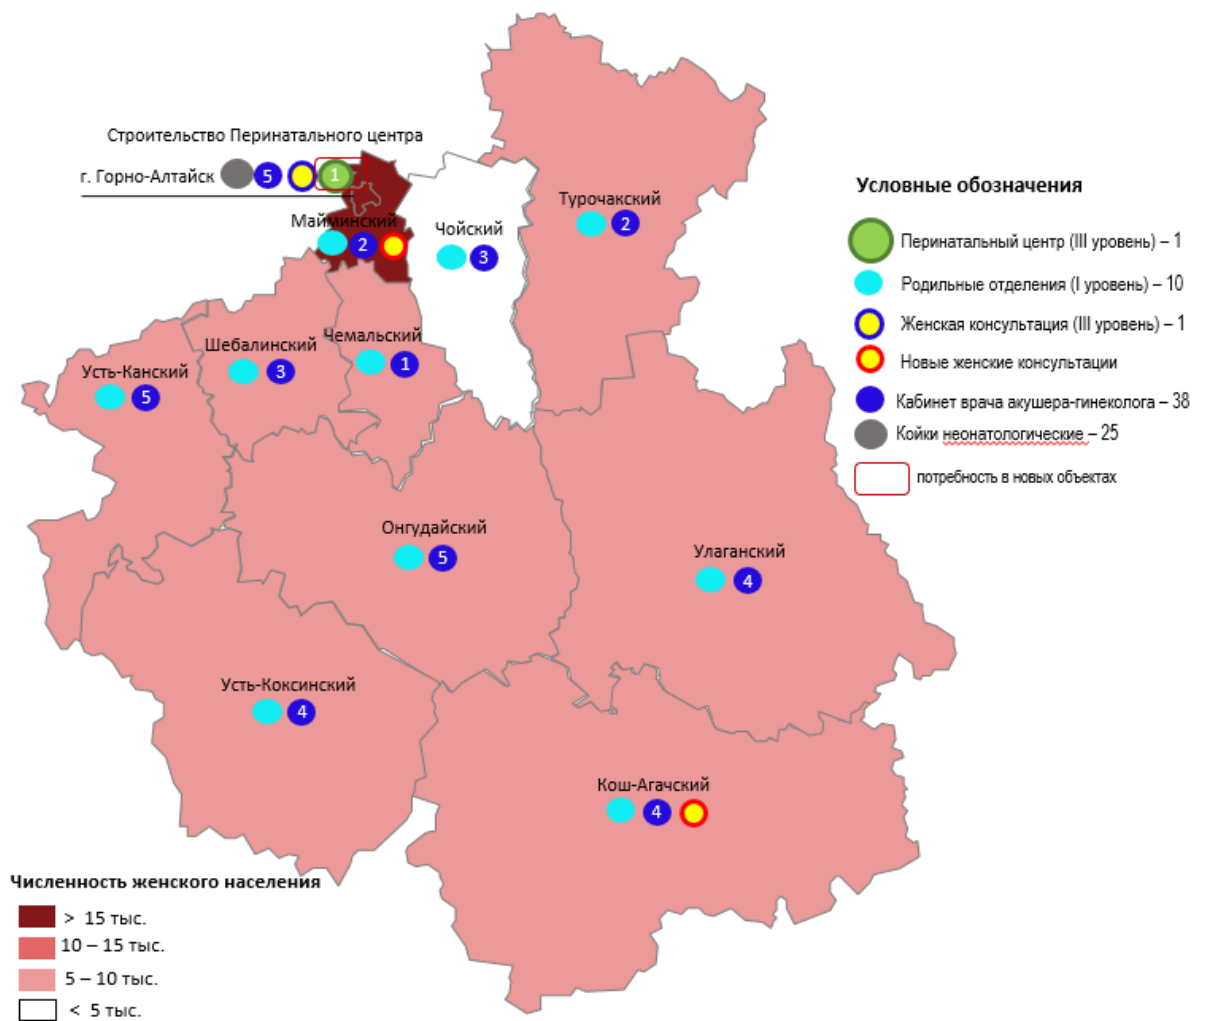 Строительство Перинатального центра
г. Горно-Алтайск 5 1
Майминский
2
Чойский
3
Турочакский
2
Условные обозначения
Перинатальный центр (III уровень) – 1
Родильные отделения (I уровень) – 10
Женская консультация (III уровень) – 1
Новые женские консультации
Кабинет врача акушера-гинеколога – 38
Койки неонатологические – 25
потребность в новых объектах
Шебалинский
3
Чемальский
1
Усть-Канский
5
Онгудайский
5
Улаганский
4
Усть-Коксинский
4
Кош-Агачский
4
Численность женского населения
> 15 тыс.
10 – 15 тыс.
5 – 10 тыс.
< 5 тыс.